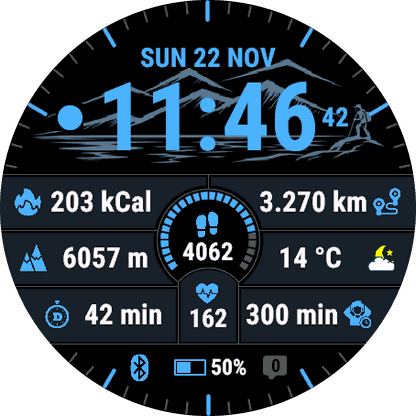 SUN 22 NOV
11:46 42
203 kCal
3.270 km
6057 m
4062
14 °C
42 min
162
300 min
50%
0
D